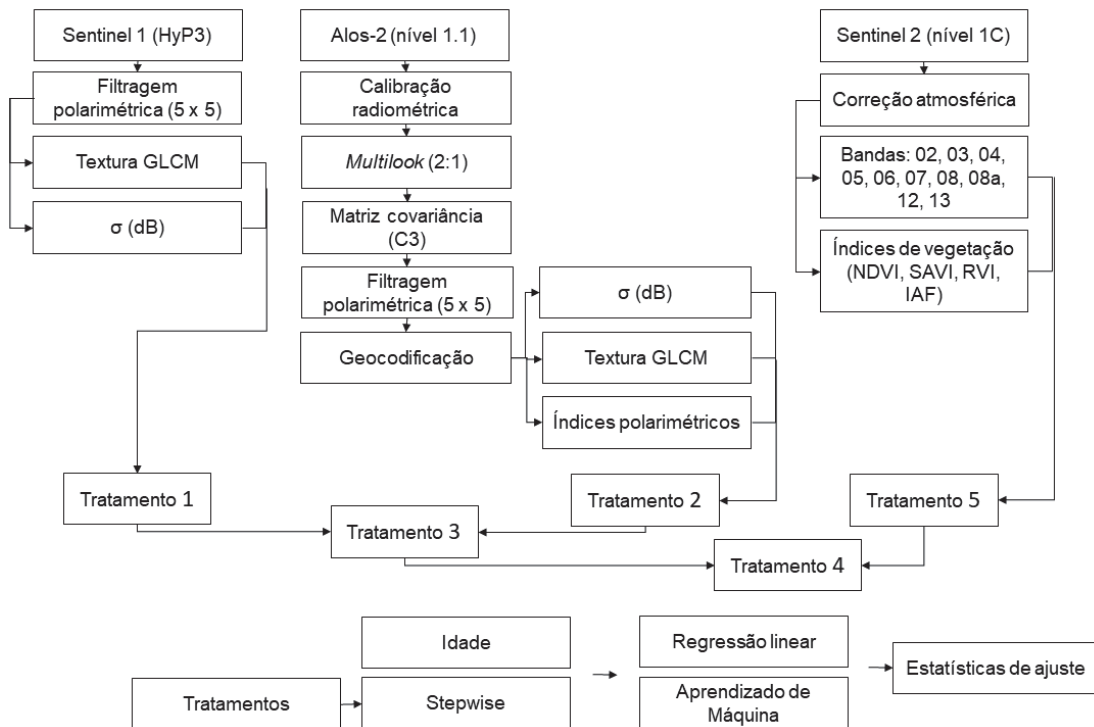 Sentinel 1 (HyP3)
Filtragem
polarimétrica (5 x 5)
Textura GLCM
σ (dB)
Alos-2 (nível 1.1)
Calibração
radiométrica
Multilook (2:1)
Matriz covariância
(C3)
Filtragem
polarimétrica (5 x 5)
Geocodificação
σ (dB)
Textura GLCM
Índices polarimétricos
Sentinel 2 (nível 1C)
Correção atmosférica
Bandas: 02, 03, 04,
05, 06, 07, 08, 08a,
12, 13
Índices de vegetação
(NDVI, SAVI, RVI,
IAF)
Tratamento 1
Tratamento 2
Tratamento 5
Tratamento 3
Tratamento 4
Tratamentos
Idade
Stepwise
Regressão linear
Aprendizado de
Máquina
Estatísticas de ajuste